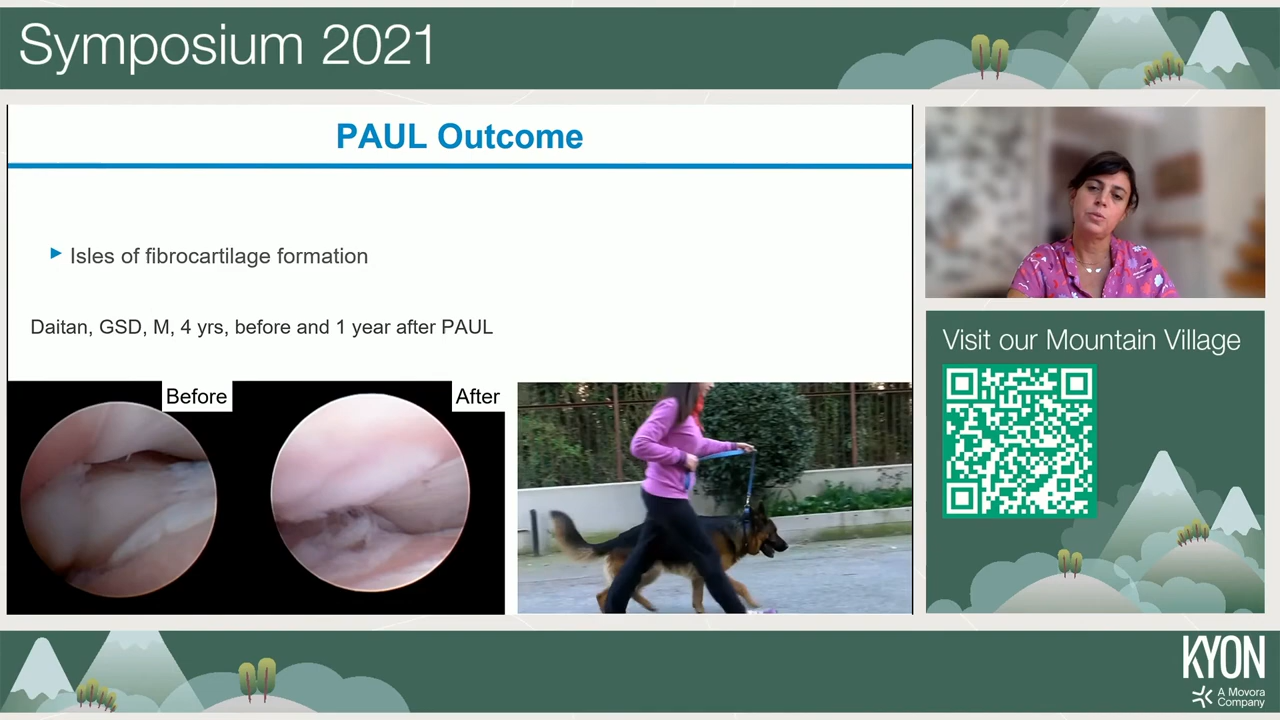 Symposium 2021
PAUL Outcome
Isles of fibrocartilage formation
Daitan, GSD, M, 4 yrs, before and 1 year after PAUL
Before
After
Visit our Mountain Village
KYON
A Movora
Company